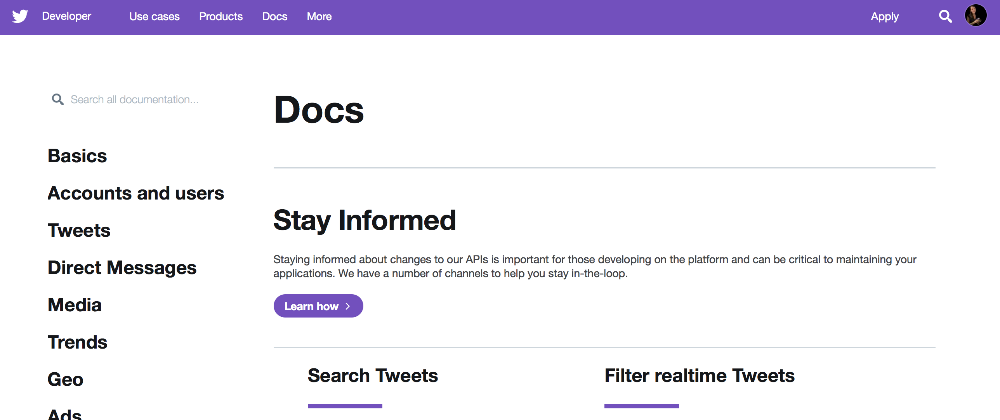 Developer
Use cases
Products
Docs
More
Apply
Search all documentation...
Basics
Accounts and users
Tweets
Direct Messages
Media
Trends
Geo
Ads
Docs
Stay Informed
Staying informed about changes to our APIs is important for those developing on the platform and can be critical to maintaining your
applications. We have a number of channels to help you stay in-the-loop.
Learn how
Search Tweets
Filter realtime Tweets